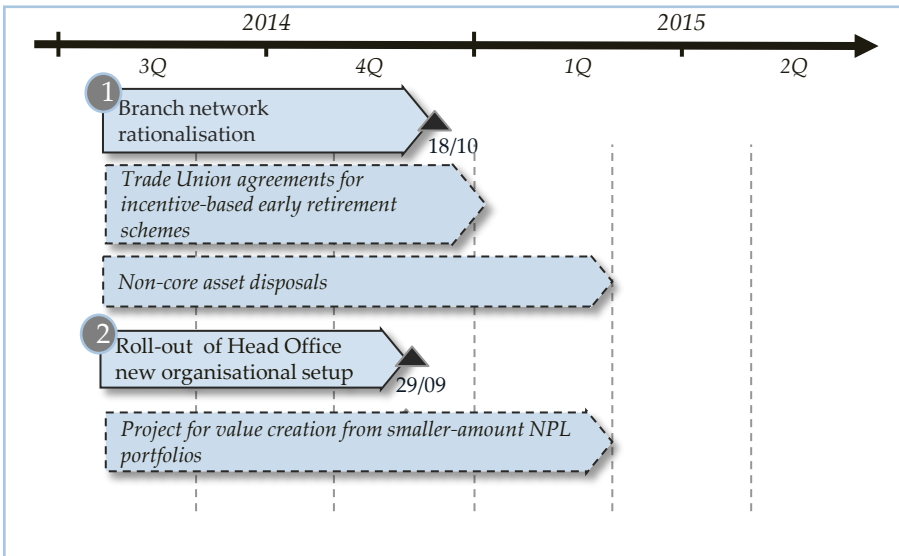 2014
2015
3Q
4Q
1Q
2Q
1
Branch network
rationalisation
18/10
Trade Union agreements for
incentive-based early retirement
schemes
Non-core asset disposals
2
Roll-out of Head Office
new organisational setup
29/09
Project for value creation from smaller-amount NPL
portfolios